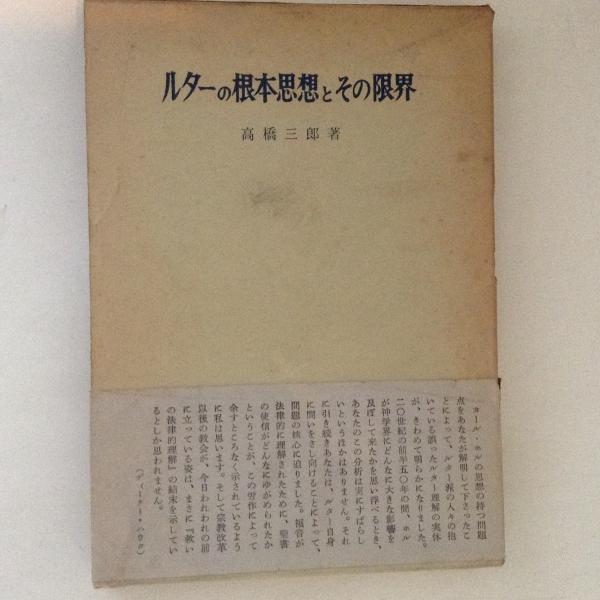 ルターの根本思想とその限界
高橋三郎著
「カール・ホルの思想の持つ問題
点をあなたが解明して下さったこ
とによって、ルター派の人々の抱
いている誤ったルター理解の実体
が、きわめて明らかになりました。
二〇世紀の前半五〇年の間、ホル
が神学界にどんなに大きな影響を
及ぼして来たかを思い浮べるとき、
あなたのこの分析は実にすばらし
いというほかはありません。それ
に引き続きあなたは、ルター自身
に問いをさし向けることによって、
問題の核心に迫りました。福音が
法律的に理解されたために、聖書
の使信がどんなにゆがめられたか
ということが、この労作によって
余すところなく示されているよう
に私は思います。そして宗教改革
以後の教会が、今日われわれの前
に立っている姿は、まさに『救い
の法律的理解』の結末を示してい
るとしか思われません。
（ディーター・ハウク）